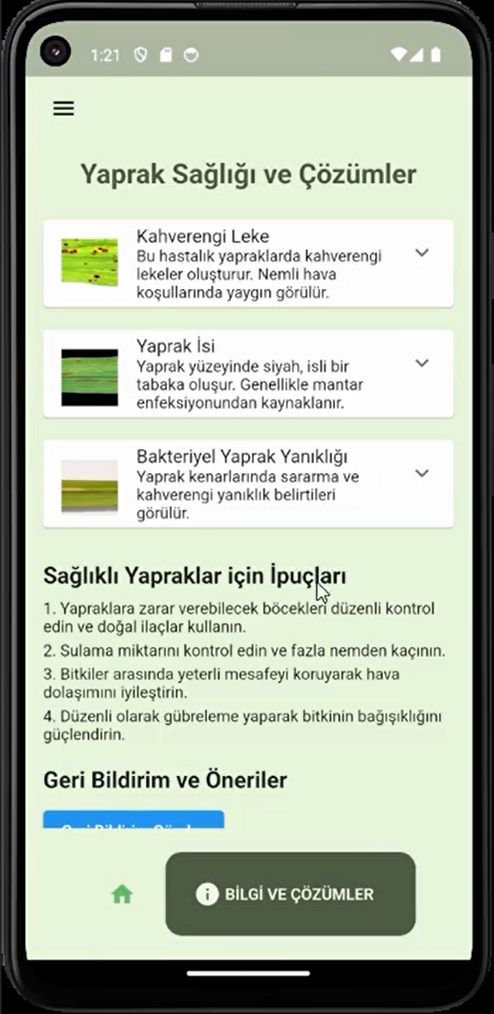 1:21
Yaprak Sağlığı ve Çözümler
Kahverengi Leke
Bu hastalık yapraklarda kahverengi
lekeler oluşturur. Nemli hava
koşullarında yaygın görülür.
Yaprak İsi
Yaprak yüzeyinde siyah, isli bir
tabaka oluşur. Genellikle mantar
enfeksiyonundan kaynaklanır.
Bakteriyel Yaprak Yanıklığı
Yaprak kenarlarında sararma ve
kahverengi yanıklık belirtileri
görülür.
Sağlıklı Yapraklar için İpuçları
1. Yapraklara zarar verebilecek böcekleri düzenli kontrol
edin ve doğal ilaçlar kullanın.
2. Sulama miktarını kontrol edin ve fazla nemden kaçının.
3. Bitkiler arasında yeterli mesafeyi koruyarak hava
dolaşımını iyileştirin.
4. Düzenli olarak gübreleme yaparak bitkinin bağışıklığını
güçlendirin.
Geri Bildirim ve Öneriler
BİLGİ VE ÇÖZÜMLER